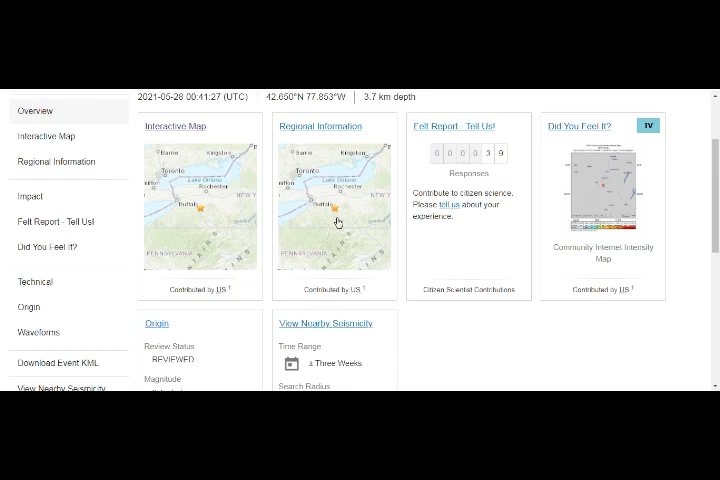 2021-05-28 00:41:27 (UTC) 42.650°N 77.853°W 3.7 km depth
Overview
Interactive Map
Regional Information
Impact
Felt Report - Tell Us!
Did You Feel It?
Technical
Origin
Waveforms
Download Event KML
View Nearby Seismicity
Interactive Map
Barrie
Kingston
Toronto
Lake Ontario
Rochester
Buffalo
NEW Y
PENNSYLVANIA
Contributed by US 1
Regional Information
Barrie
Kingston
Toronto
Lake Ontario
Rochester
Buffalo
NEW Y
PENNSYLVANIA
Contributed by US 1
Felt Report - Tell Us!
0 0 0 0 3 9
Responses
Contribute to citizen science.
Please tell us about your
experience.
Citizen Scientist Contributions
Did You Feel It?
IV
Community Internet Intensity
Map
Contributed by US 1
Origin
Review Status
REVIEWED
Magnitude
View Nearby Seismicity
Time Range
± Three Weeks
Search Radius